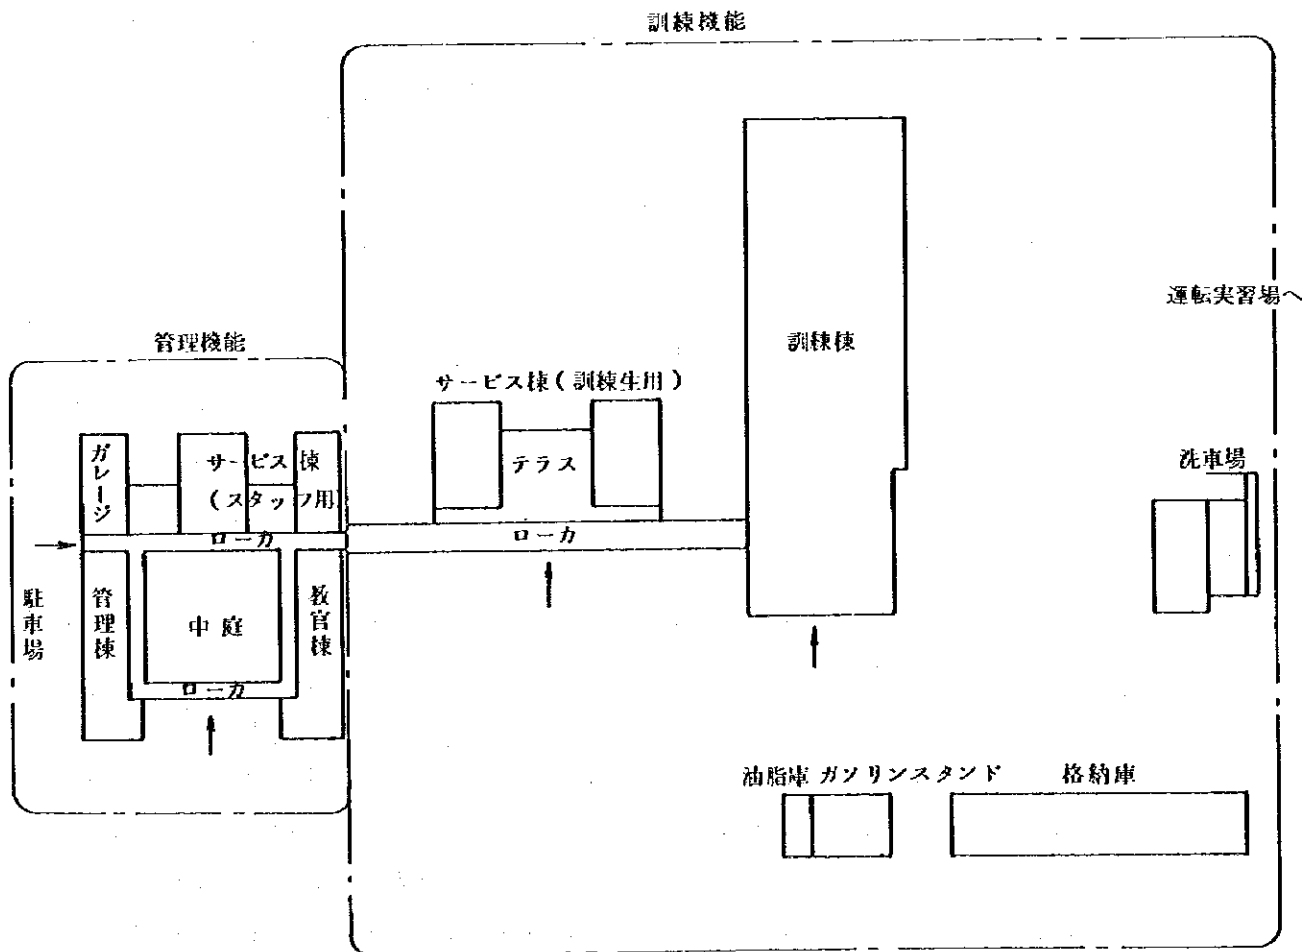 訓練機能
運転実習場へ
訓練棟
管理機能
サービス棟(訓練生用)
ガレージ
サービス棟
(スタッフ用)
テラス
洗車場
ローカ
ローカ
駐車場
管理棟
中庭
教官棟
ローカ
油脂庫 ガソリンスタンド
格納庫